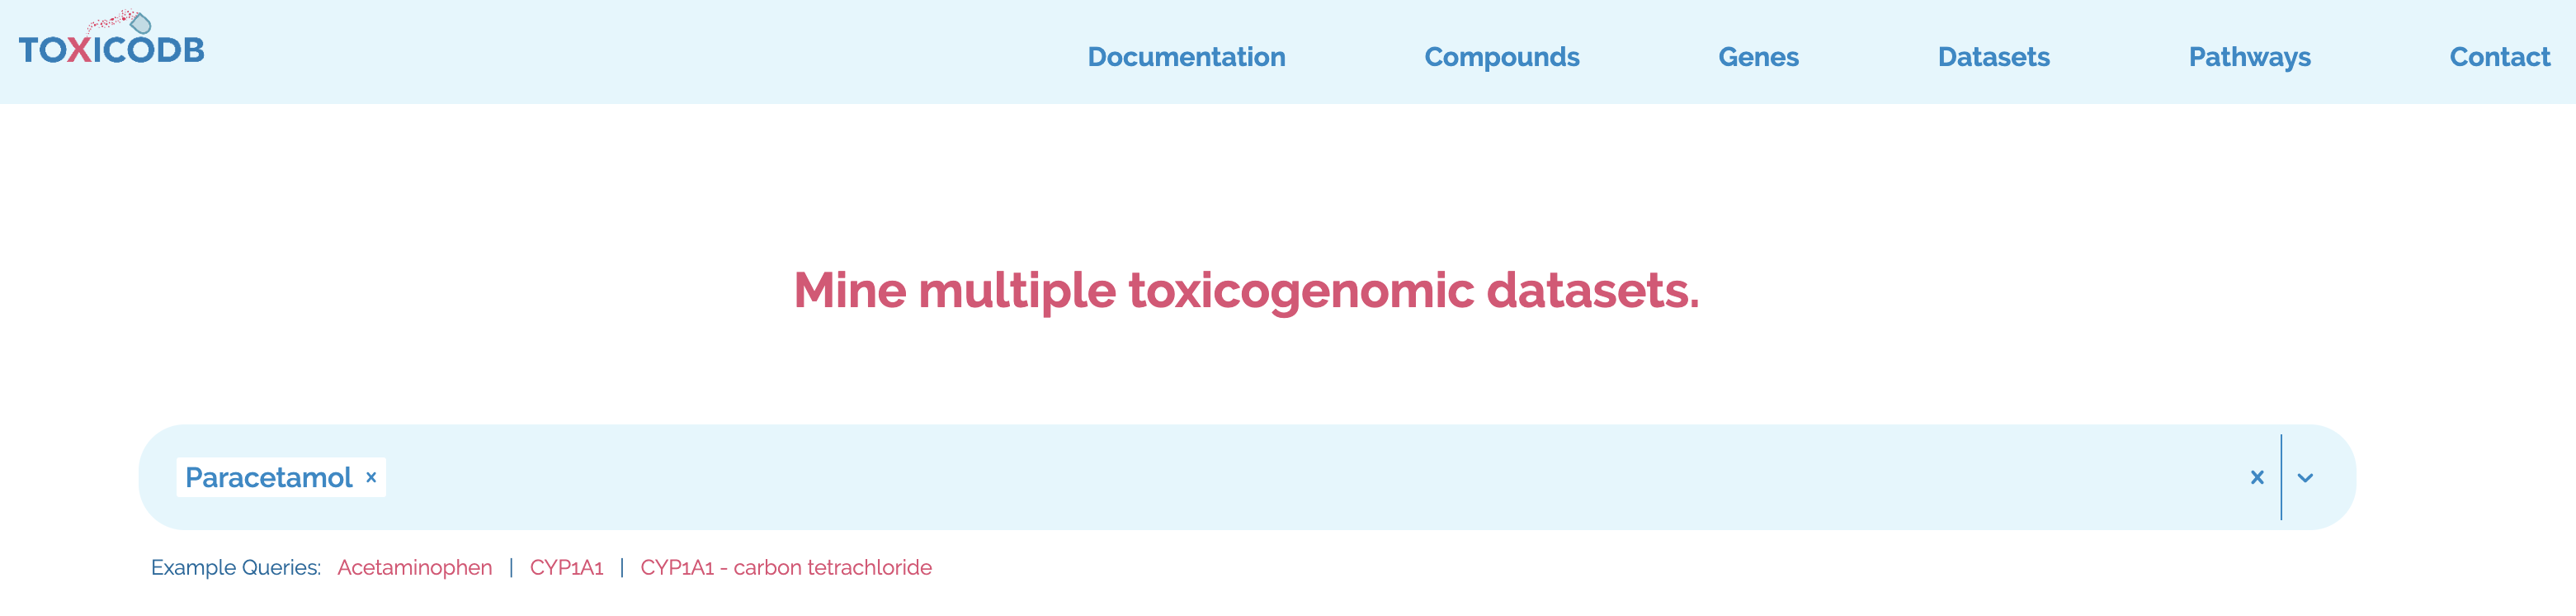 TOXICODB
Documentation Compounds Genes Datasets Pathways Contact
Mine multiple toxicogenomic datasets.
Paracetamol ×
Example Queries: Acetaminophen | CYP1A1 | CYP1A1 - carbon tetrachloride